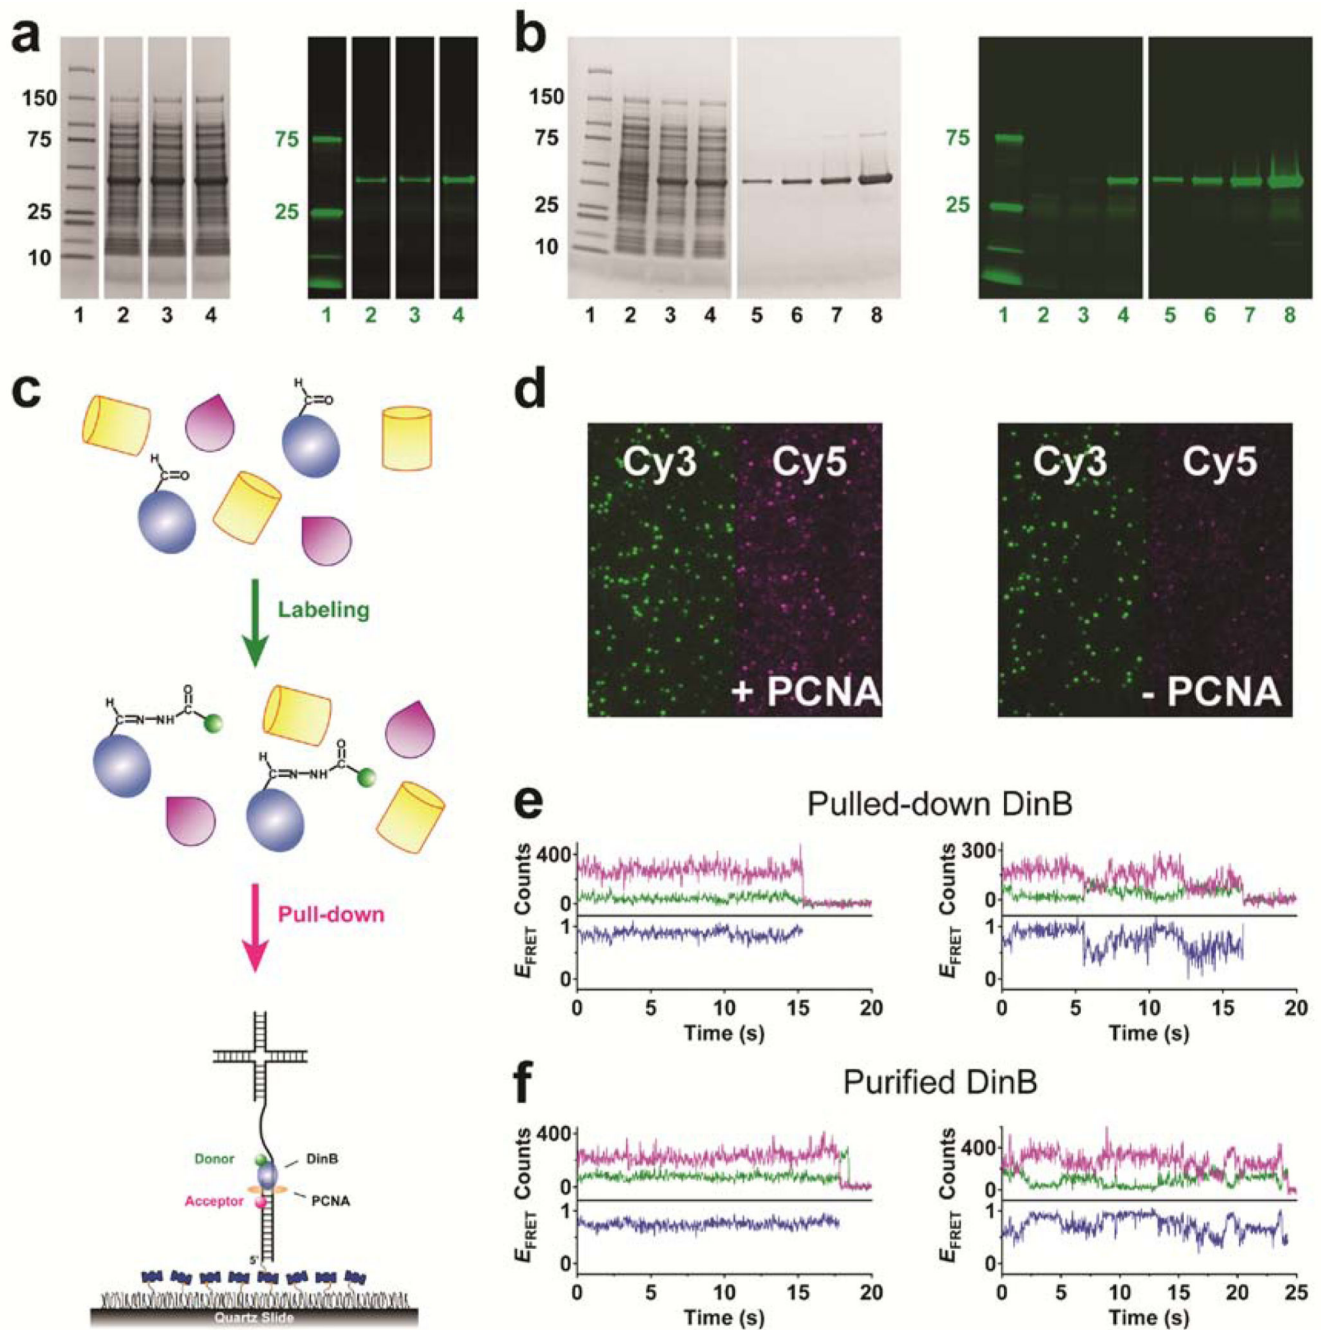 a
150
75
25
10
1 2 3 4
75
25
1 2 3 4
b
150
75
25
10
1 2 3 4 5 6 7 8
75
25
1 2 3 4 5 6 7 8
c
H
C=O
H
C=O
Labeling
H
C=N-NH
C
O
H
C=N-NH
C
O
Pull-down
Donor
DinB
Acceptor
PCNA
5'
Quartz Slide
d
Cy3 Cy5
+ PCNA
Cy3 Cy5
- PCNA
e
Pulled-down DinB
400
0
Counts
1
0
EFRET
0 5 10 15 20
Time (s)
300
0
Counts
1
0
EFRET
0 5 10 15 20
Time (s)
f
Purified DinB
400
0
Counts
1
0
EFRET
0 5 10 15 20
Time (s)
400
0
Counts
1
0
EFRET
0 5 10 15 20 25
Time (s)